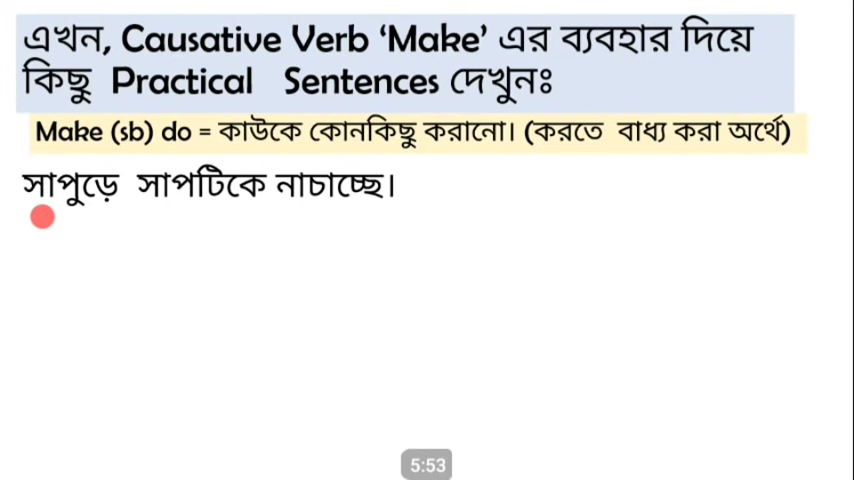 এখন, Causative Verb ‘Make’ এর ব্যবহার দিয়ে
কিছু Practical Sentences দেখুনঃ
Make (sb) do = কাউকে কোনকিছু করানো। (করতে বাধ্য করা অর্থে)
সাপুড়ে সাপটিকে নাচাচ্ছে।
5:53